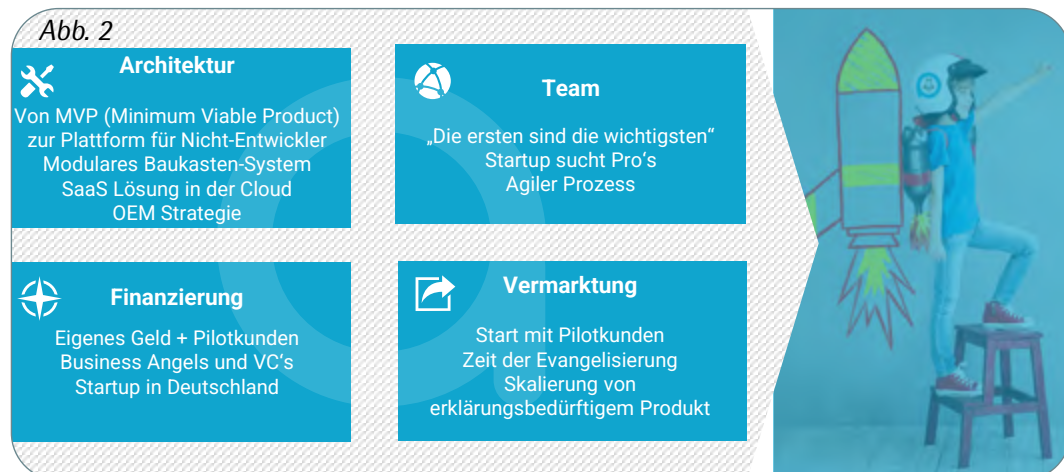 Abb. 2
Architektur
Von MVP (Minimum Viable Product)
zur Plattform für Nicht-Entwickler
Modulares Baukasten-System
SaaS Lösung in der Cloud
OEM Strategie
Team
„Die ersten sind die wichtigsten“
Startup sucht Pro‘s
Agiler Prozess
Finanzierung
Eigenes Geld + Pilotkunden
Business Angels und VC‘s
Startup in Deutschland
Vermarktung
Start mit Pilotkunden
Zeit der Evangelisierung
Skalierung von
erklärungsbedürftigem Produkt